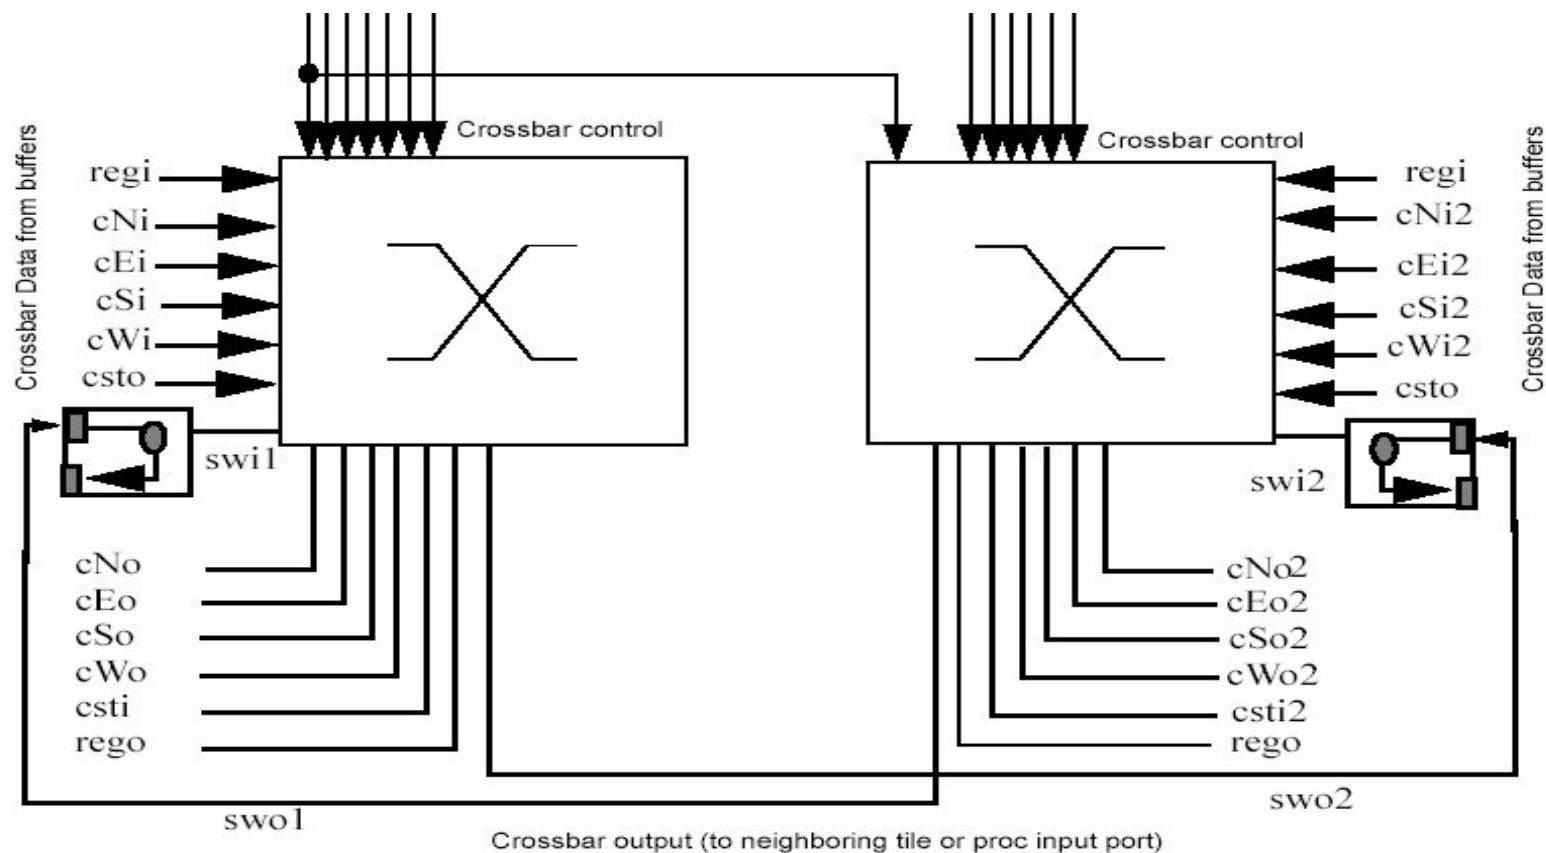 Crossbar control
Crossbar control
Crossbar Data from buffers
regi
cNi
cEi
cSi
cWi
csto
swi1
cNo
cEo
cSo
cWo
csti
rego
swo1
Crossbar Data from buffers
regi
cNi2
cEi2
cSi2
cWi2
csto
swi2
cNo2
cEo2
cSo2
cWo2
csti2
rego
swo2
Crossbar output (to neighboring tile or proc input port)